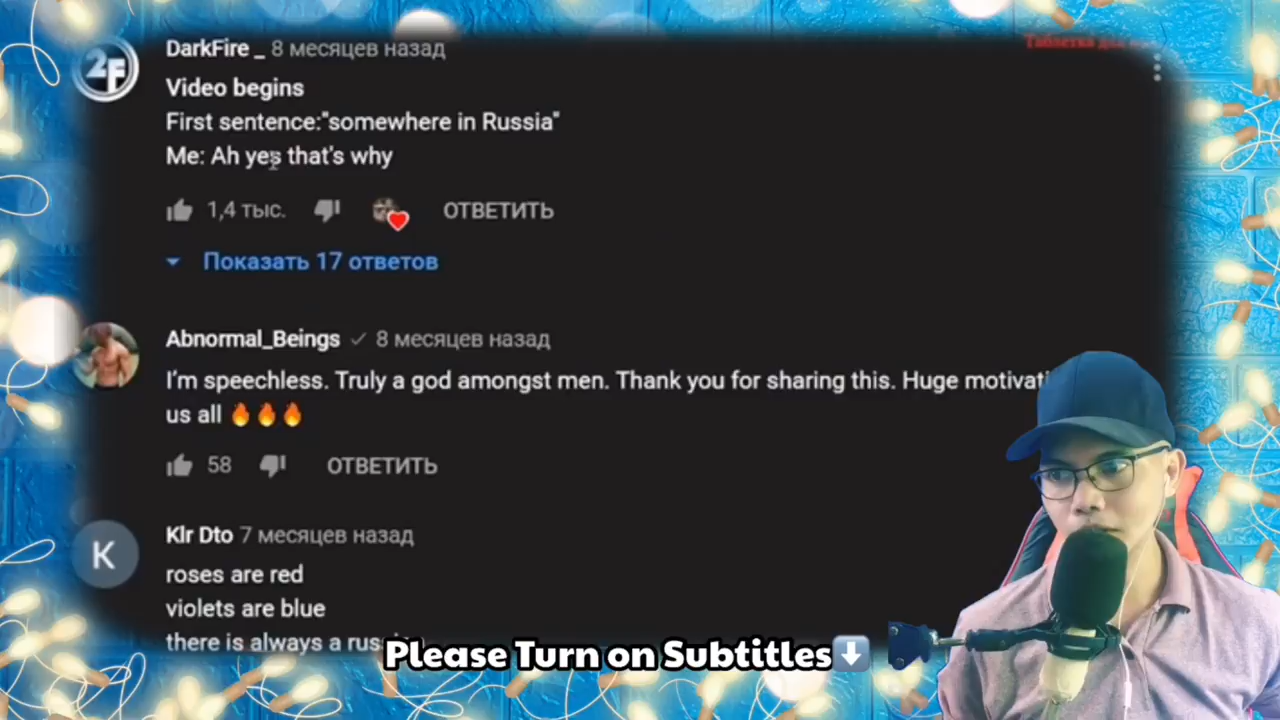 Таблетка для
2F
DarkFire _ 8 месяцев назад
Video begins
First sentence:"somewhere in Russia"
Me: Ah yes that's why
1,4 тыс. ОТВЕТИТЬ
Показать 17 ответов
Abnormal_Beings 8 месяцев назад
I'm speechless. Truly a god amongst men. Thank you for sharing this. Huge
us all 🔥🔥🔥
58 ОТВЕТИТЬ
K
Klr Dto 7 месяцев назад
roses are red
violets are blue
there is always a
Please Turn on Subtitles⬇